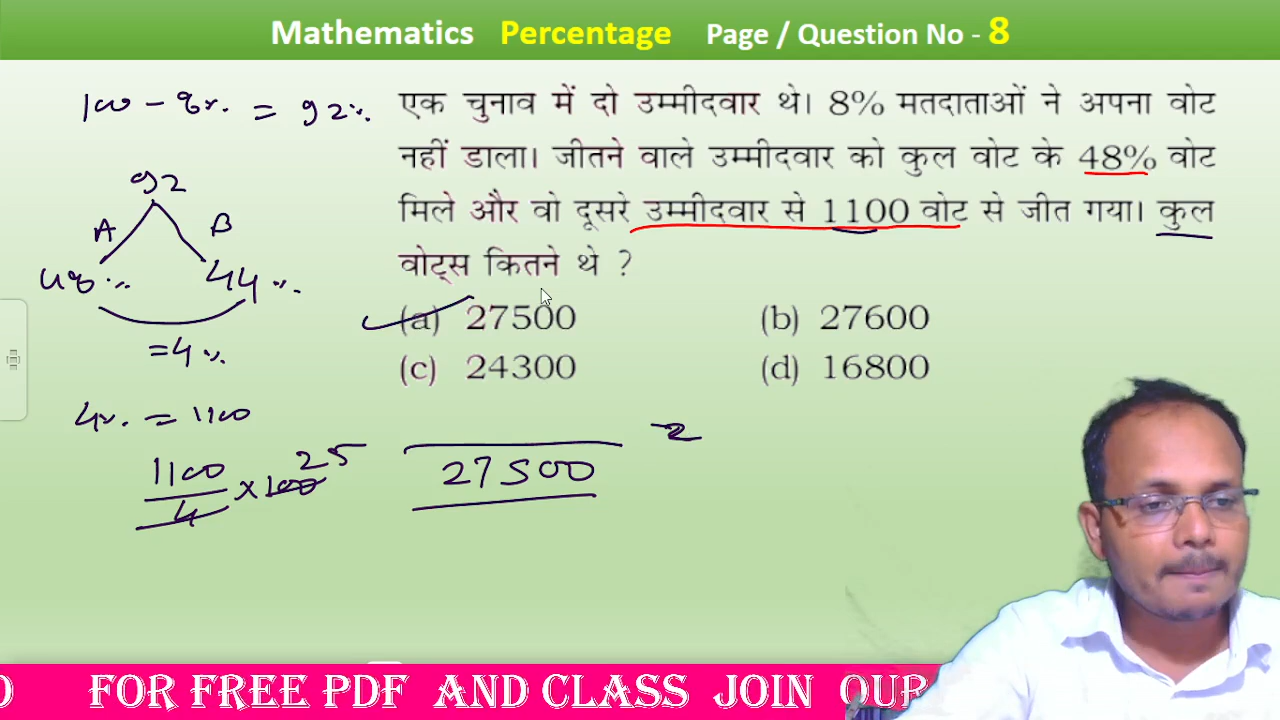 Mathematics Percentage Page / Question No - 8
100 - 8%. = 92%.
एक चुनाव में दो उम्मीदवार थे। 8% मतदाताओं ने अपना वोट
नहीं डाला। जीतने वाले उम्मीदवार को कुल वोट के 48% वोट
मिले और वो दूसरे उम्मीदवार से 1100 वोट से जीत गया। कुल
वोट्स कितने थे ?
(a) 27500 (b) 27600
(c) 24300 (d) 16800
92
A B
48% 44%
=4%
4%. = 1100
1100/4 × 100 25
27500
2
FOR FREE PDF AND CLASS JOIN OUR